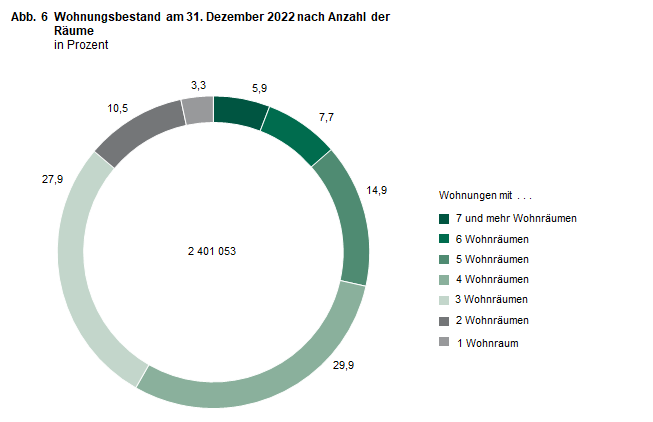 Abb. 6 Wohnungsbestand am 31. Dezember 2022 nach Anzahl der
Räume
in Prozent
3,3
5,9
10,5
7,7
27,9
14,9
2 401 053
29,9
Wohnungen mit . . .
7 und mehr Wohnräumen
6 Wohnräumen
5 Wohnräumen
4 Wohnräumen
3 Wohnräumen
2 Wohnräumen
1 Wohnraum